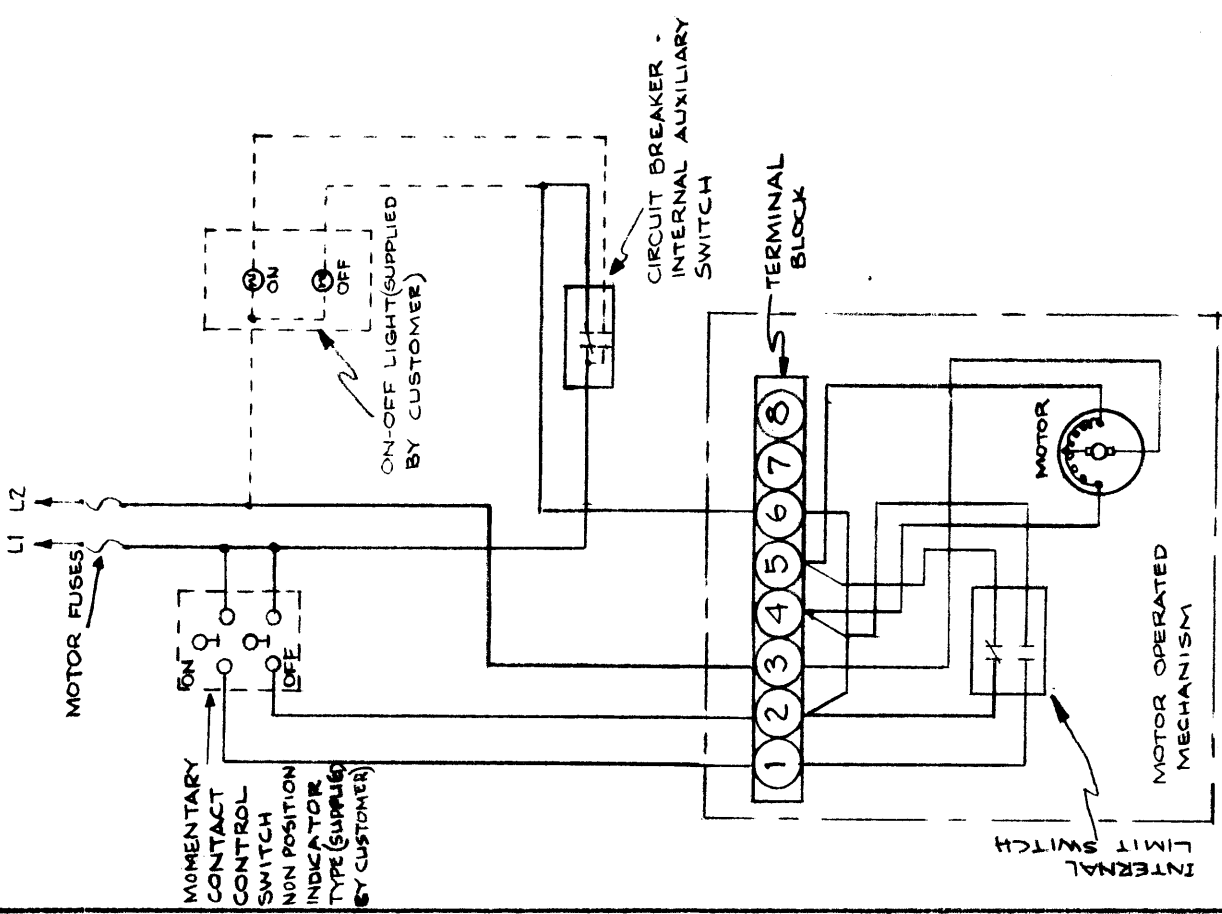 L1
L2
MOTOR FUSES
ON
OFF
MOMENTARY
CONTACT
CONTROL
SWITCH
NON POSITION
INDICATOR
TYPE (SUPPLIED
BY CUSTOMER)
ON
OFF
ON-OFF LIGHT (SUPPLIED
BY CUSTOMER)
CIRCUIT BREAKER -
INTERNAL AUXILIARY
SWITCH
TERMINAL
BLOCK
1
2
3
4
5
6
7
8
MOTOR
MOTOR OPERATED
MECHANISM
INTERNAL
LIMIT SWITCH